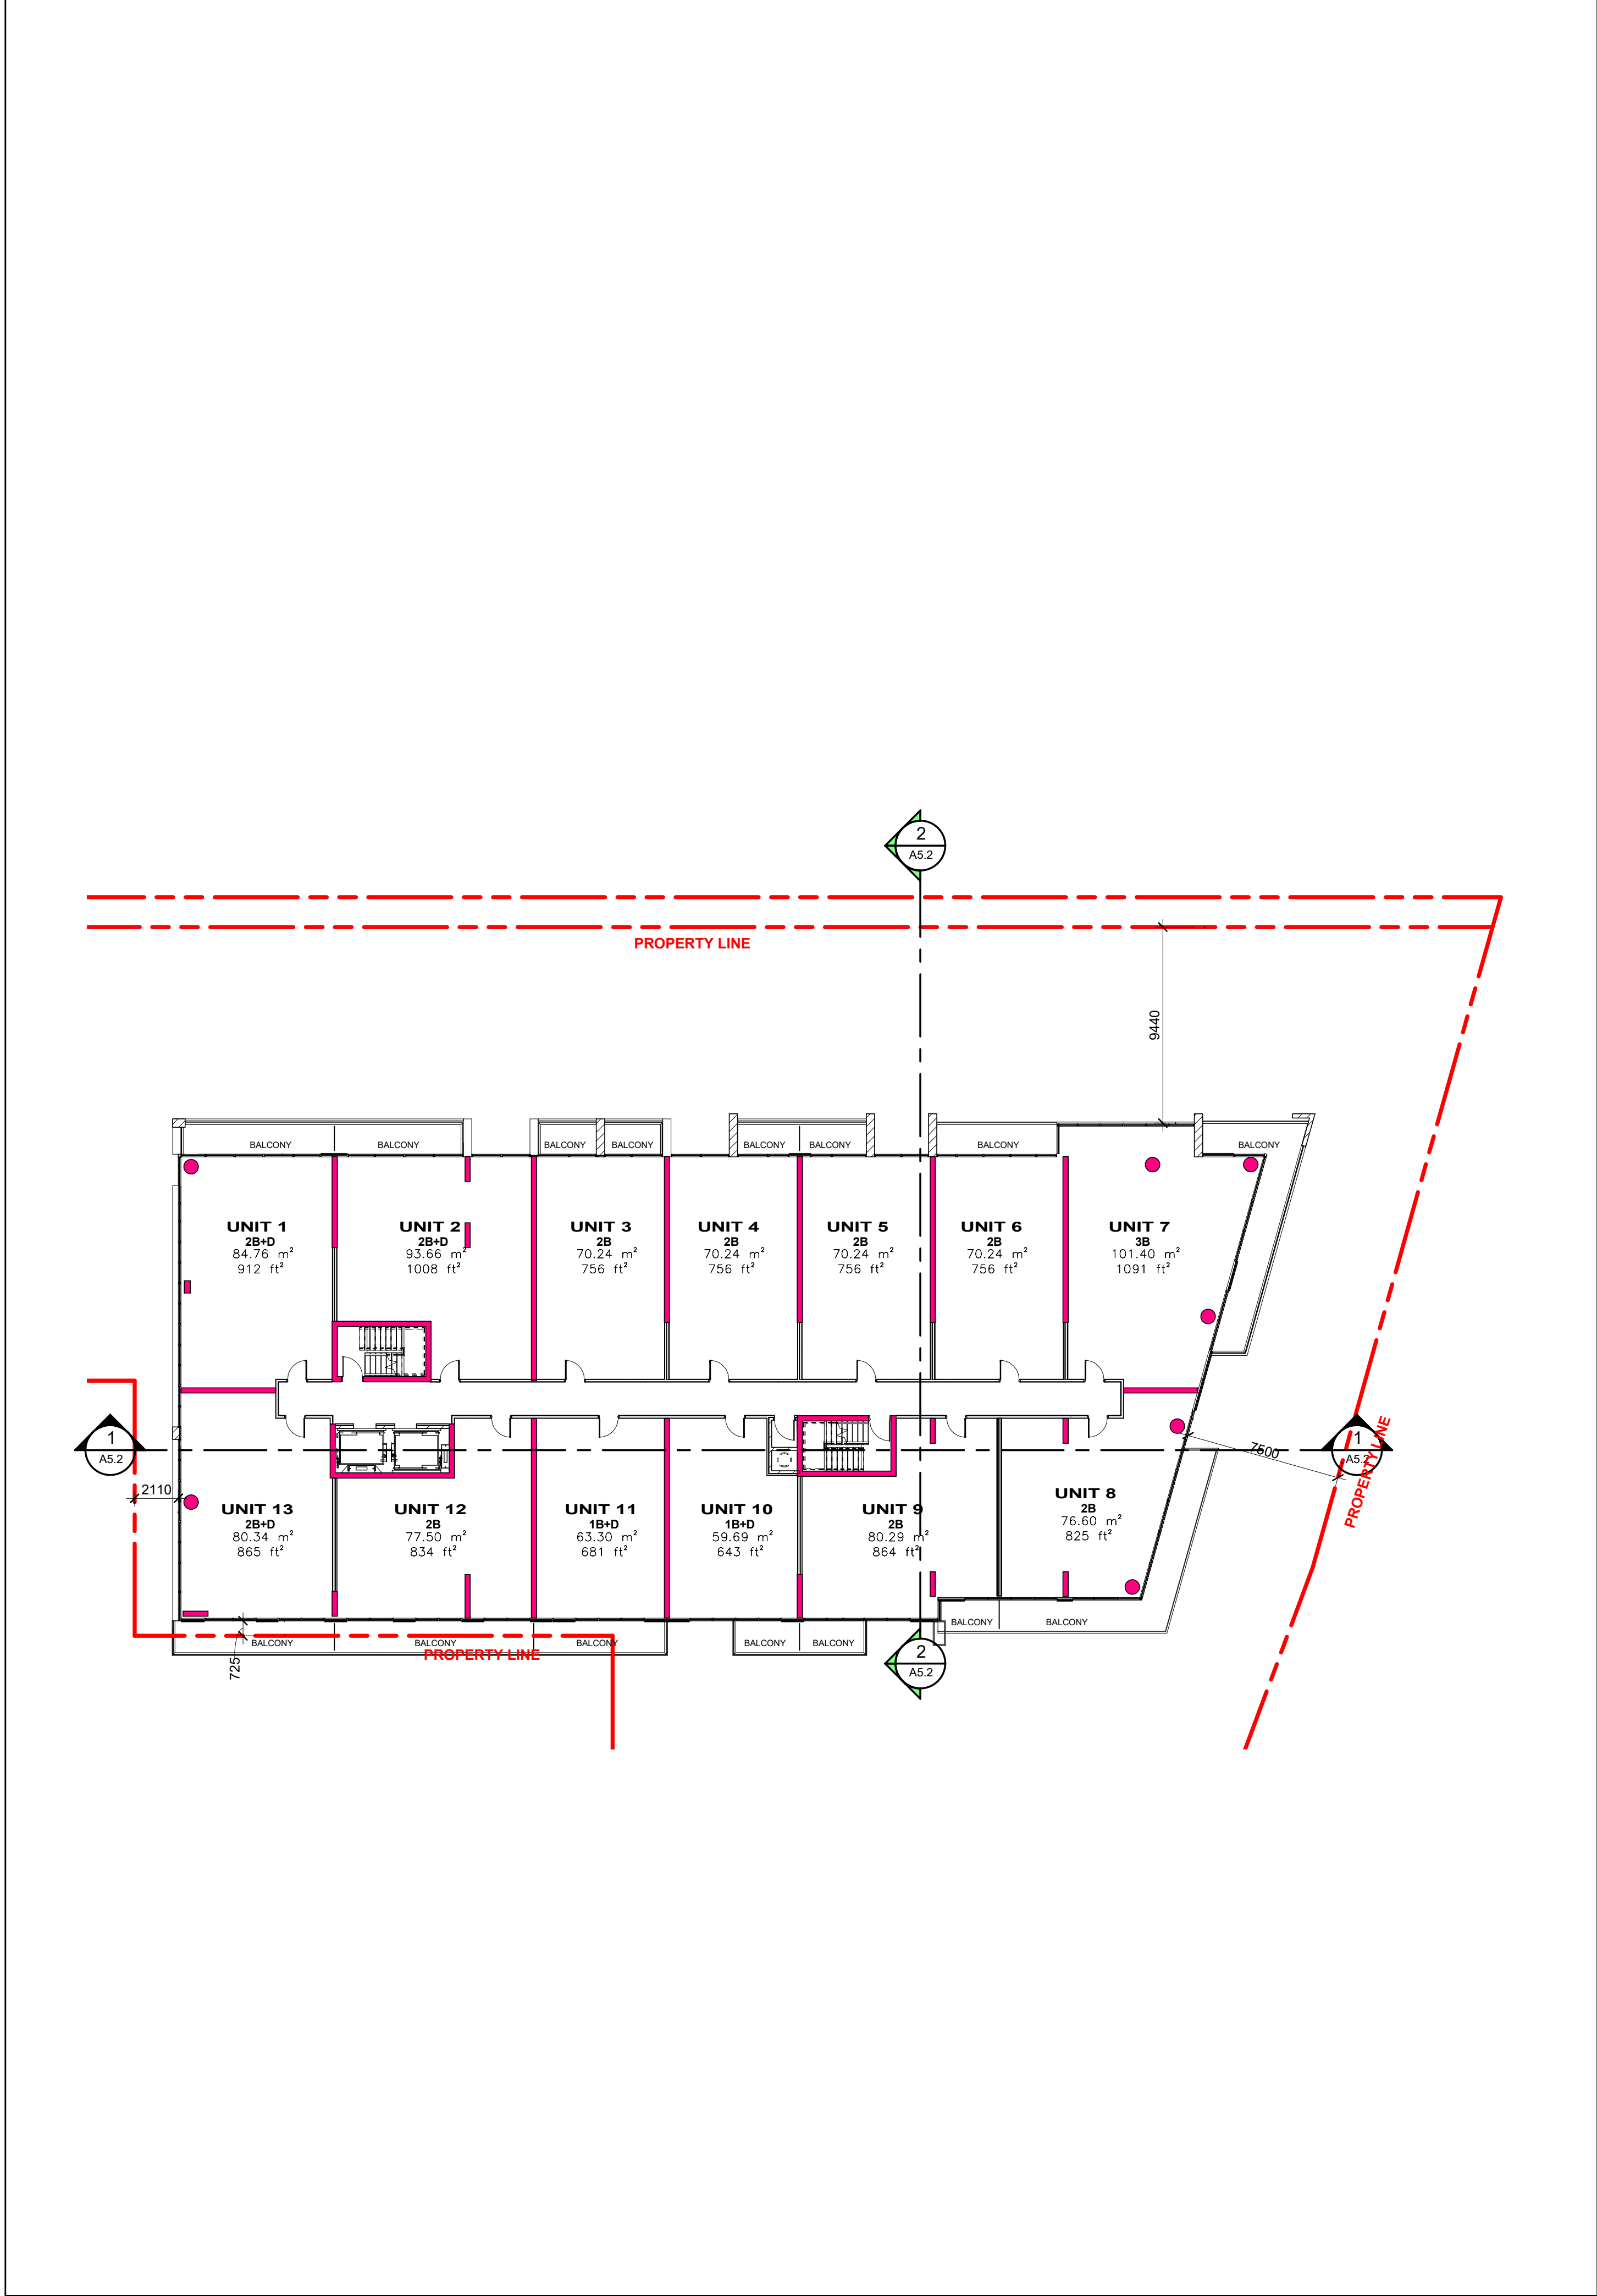 2
A5.2
PROPERTY LINE
9440
BALCONY
BALCONY
BALCONY
BALCONY
BALCONY
BALCONY
BALCONY
BALCONY
UNIT 1
2B+D
84.76 m²
912 ft²
UNIT 2
2B+D
93.66 m²
1008 ft²
UNIT 3
2B
70.24 m²
756 ft²
UNIT 4
2B
70.24 m²
756 ft²
UNIT 5
2B
70.24 m²
756 ft²
UNIT 6
2B
70.24 m²
756 ft²
UNIT 7
3B
101.40 m²
1091 ft²
1
A5.2
2110
7500
1
A5.2
PROPERTY LINE
UNIT 13
2B+D
80.34 m²
865 ft²
UNIT 12
2B
77.50 m²
834 ft²
UNIT 11
1B+D
63.30 m²
681 ft²
UNIT 10
1B+D
59.69 m²
643 ft²
UNIT 9
2B
80.29 m²
864 ft²
UNIT 8
2B
76.60 m²
825 ft²
BALCONY
BALCONY
BALCONY
BALCONY
BALCONY
BALCONY
BALCONY
PROPERTY LINE
725
2
A5.2